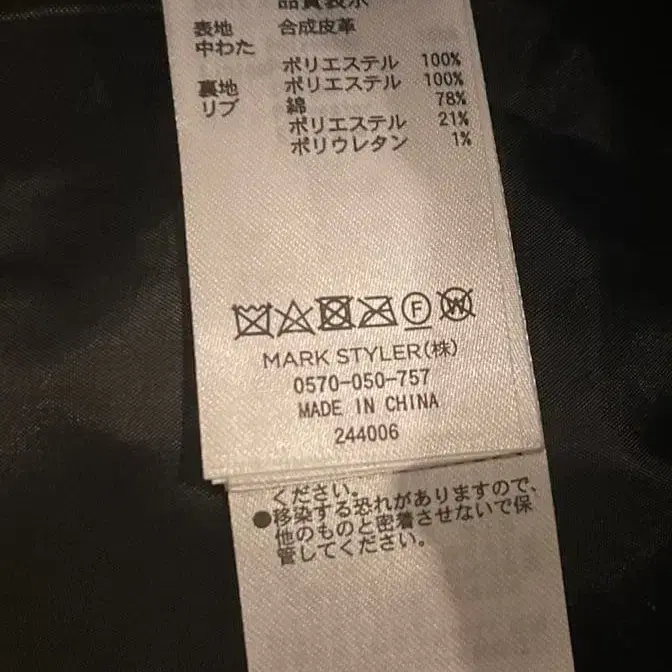 品質表示
表地 合成皮革
中わた
ポリエステル 100%
裏地 ポリエステル 100%
リブ 綿 78%
ポリエステル 21%
ポリウレタン 1%
F W
MARK STYLER(株)
0570-050-757
MADE IN CHINA
244006
ください。
●移染する恐れがありますので、
他のものと密着させないで保
管してください。